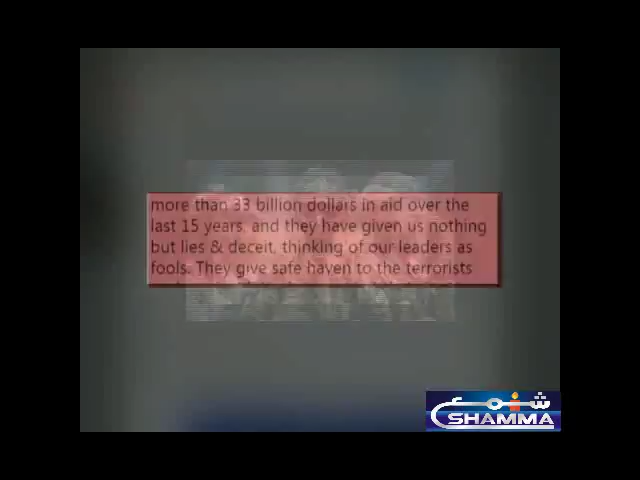 more than 33 billion dollars in aid over the
last 15 years, and they have given us nothing
but lies & deceit, thinking of our leaders as
fools. They give safe haven to the terrorists
شمع
SHAMMA